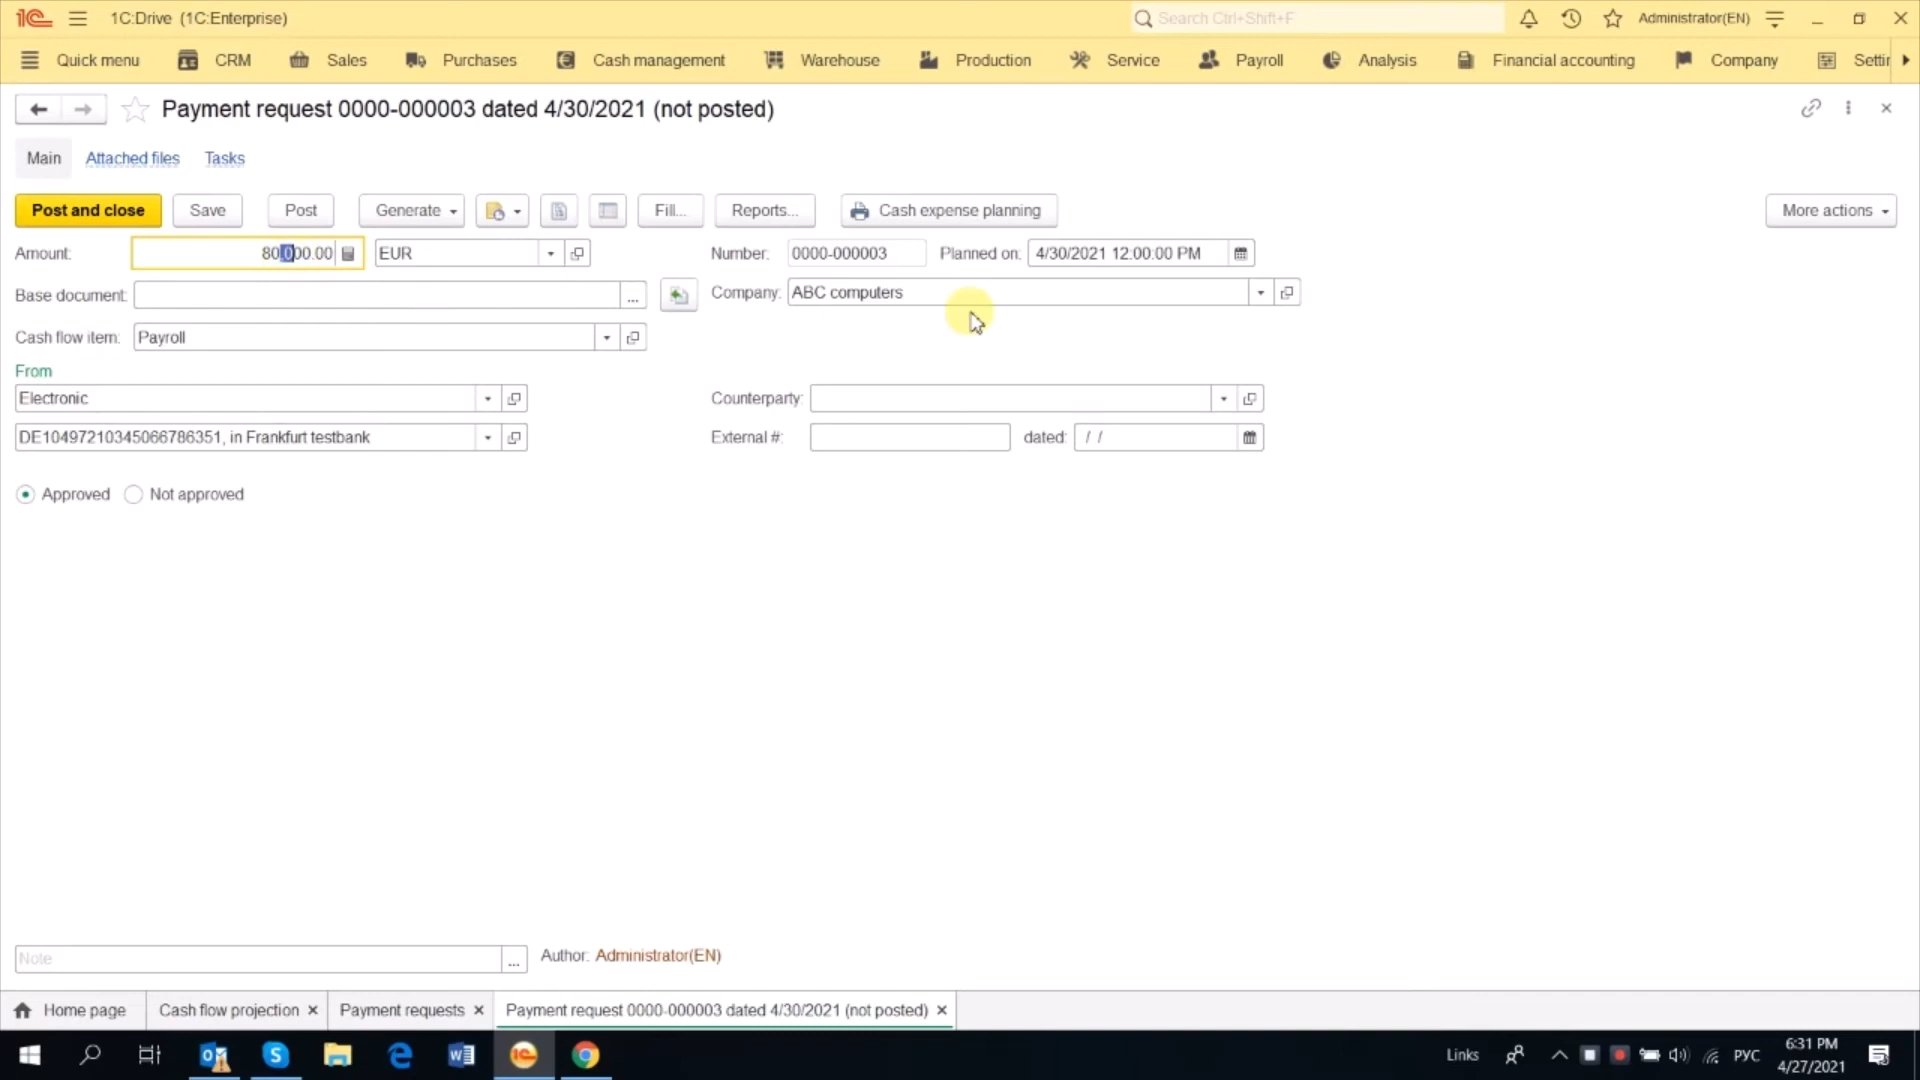 1C:Drive (1C:Enterprise)
Search Ctrl+Shift+F
Administrator(EN)
Quick menu CRM Sales Purchases Cash management Warehouse Production Service Payroll Analysis Financial accounting Company Settir
Payment request 0000-000003 dated 4/30/2021 (not posted)
Main Attached files Tasks
Post and close Save Post Generate Fill... Reports... Cash expense planning More actions
Amount: 80,000.00 EUR Number: 0000-000003 Planned on: 4/30/2021 12:00:00 PM
Base document: ... Company: ABC computers
Cash flow item: Payroll
From
Electronic Counterparty:
DE10497210345066786351, in Frankfurt testbank External #: dated: / /
Approved Not approved
Note ... Author: Administrator(EN)
Home page Cash flow projection Payment requests Payment request 0000-000003 dated 4/30/2021 (not posted)
Links РУС 6:31 PM
4/27/2021